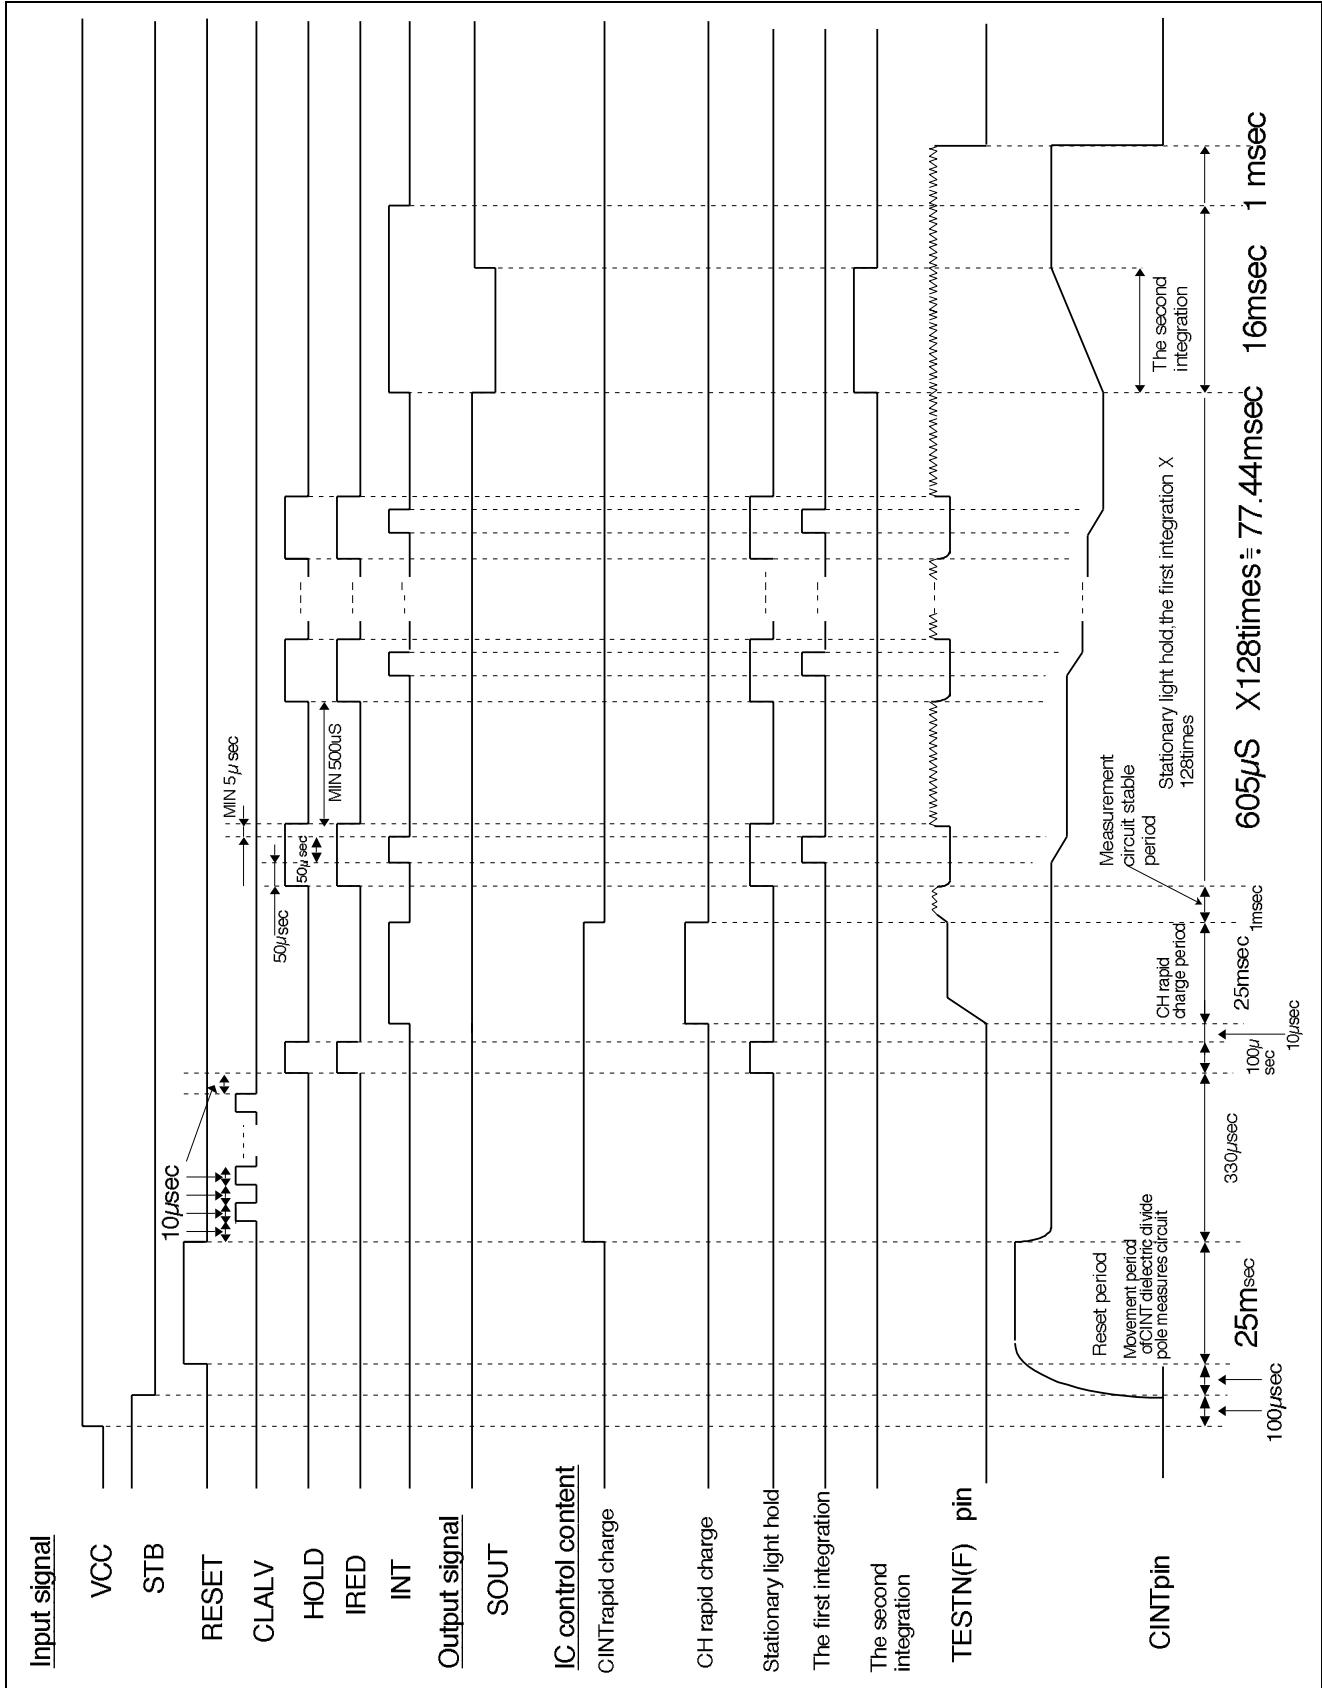 Input signal
VCC
STB
RESET
CLALV
HOLD
IRED
INT
Output signal
SOUT
IC control content
CINTrapid charge
CH rapid charge
Stationary light hold
The first integration
The second
integration
TESTN(F) pin
CINTpin
10µsec
50µsec
50µsec
MIN 5µsec
MIN500uS
Reset period
Movement period
ofCINT dielectric divide
pole measures circuit
CH rapid
charge period
Measurement
circuit stable
period
Stationary light hold,the first integration X
128times
The second
integration
100µsec
25msec
330µsec
100µ
sec
10µsec
25msec
1msec
605µS X128times≒77.44msec
16msec
1 msec